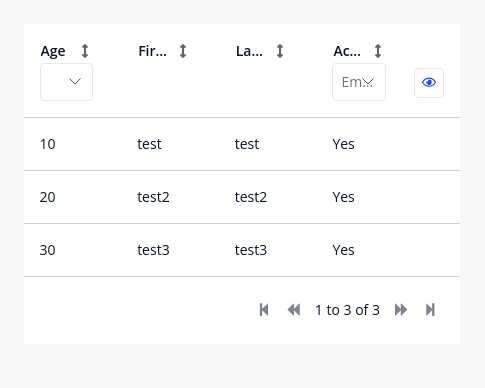 Age Fir... La... Ac...
Em...
10 test test Yes
20 test2 test2 Yes
30 test3 test3 Yes
1 to 3 of 3